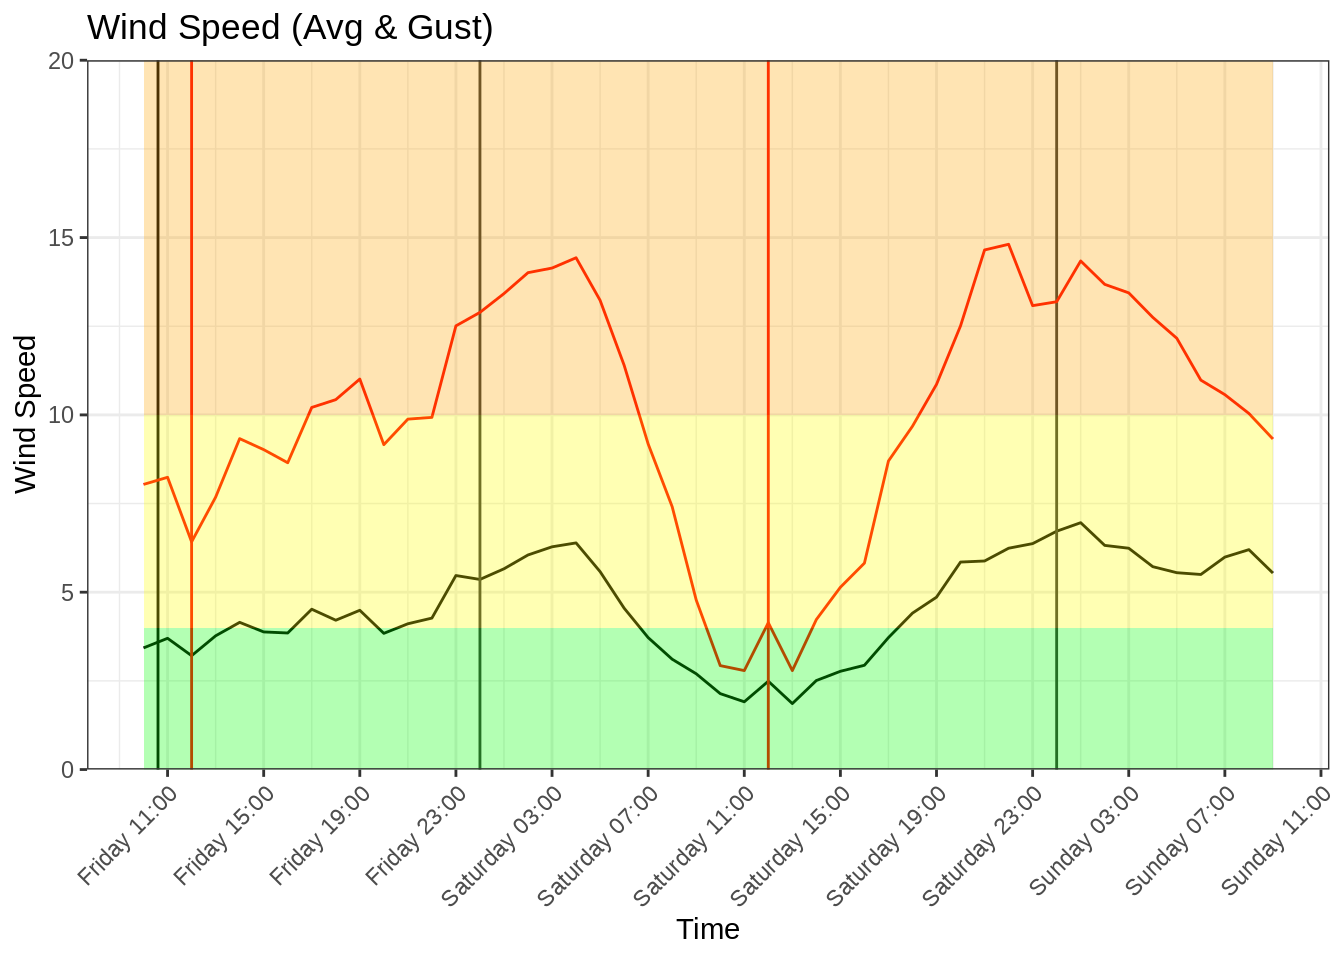 Wind Speed (Avg & Gust)
20
15
10
5
0
Wind Speed
Friday 11:00
Friday 15:00
Friday 19:00
Friday 23:00
Saturday 03:00
Saturday 07:00
Saturday 11:00
Saturday 15:00
Saturday 19:00
Saturday 23:00
Sunday 03:00
Sunday 07:00
Sunday 11:00
Time